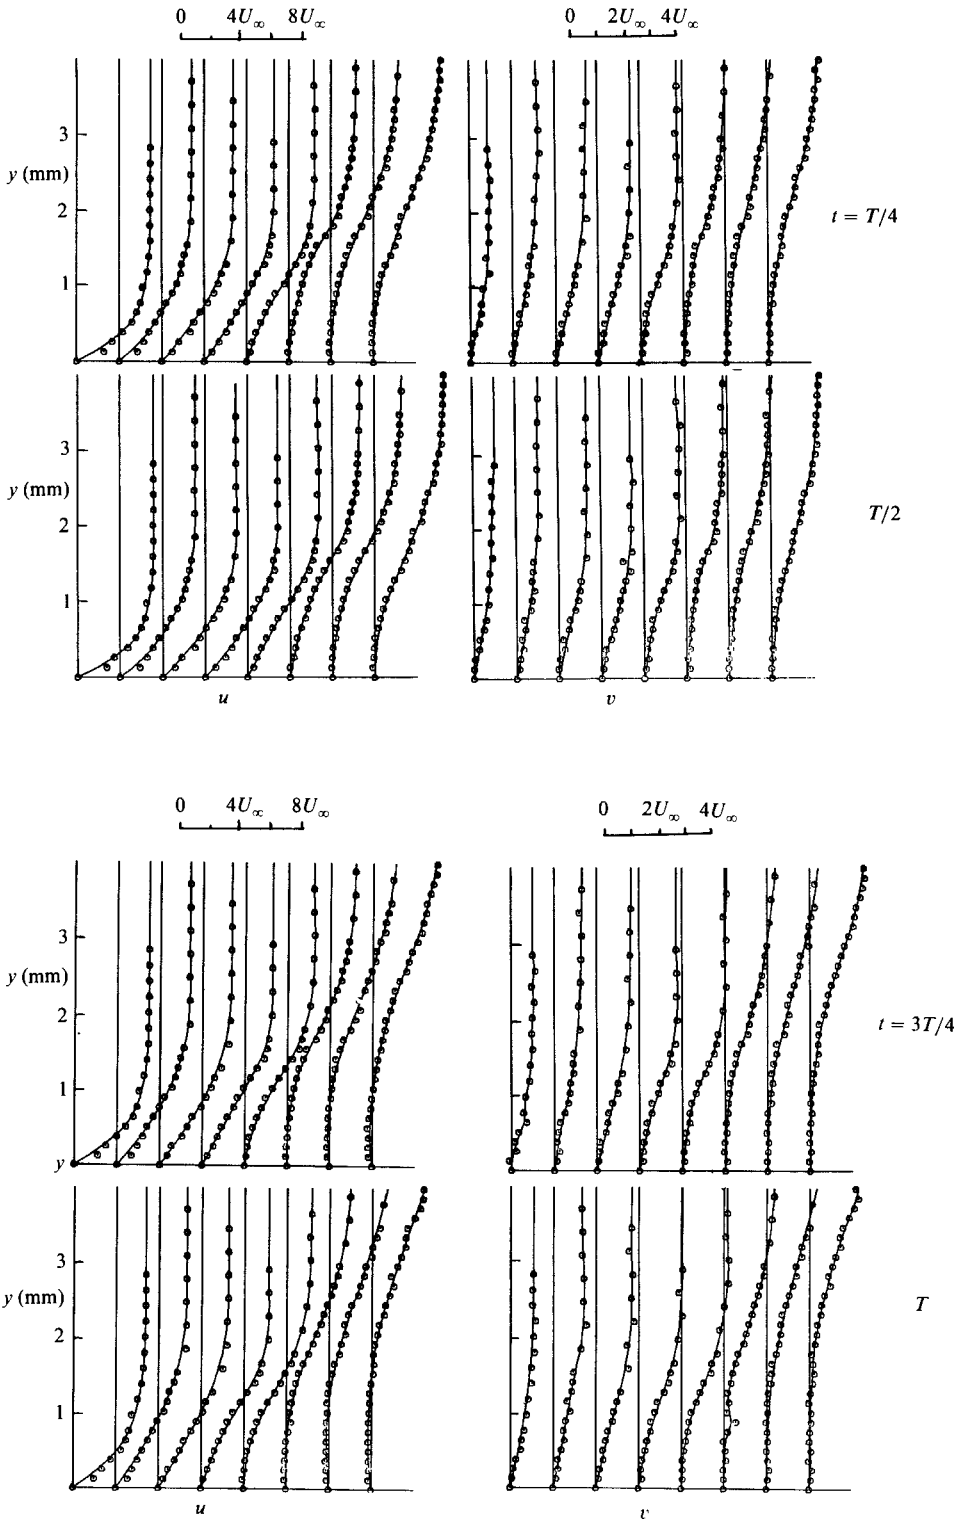 0 4U∞ 8U∞
0 2U∞ 4U∞
3
y (mm)
2
1
t = T/4
3
y (mm)
2
1
T/2
u
v
0 4U∞ 8U∞
0 2U∞ 4U∞
3
y (mm)
2
1
y
t = 3T/4
3
y (mm)
2
1
T
u
v